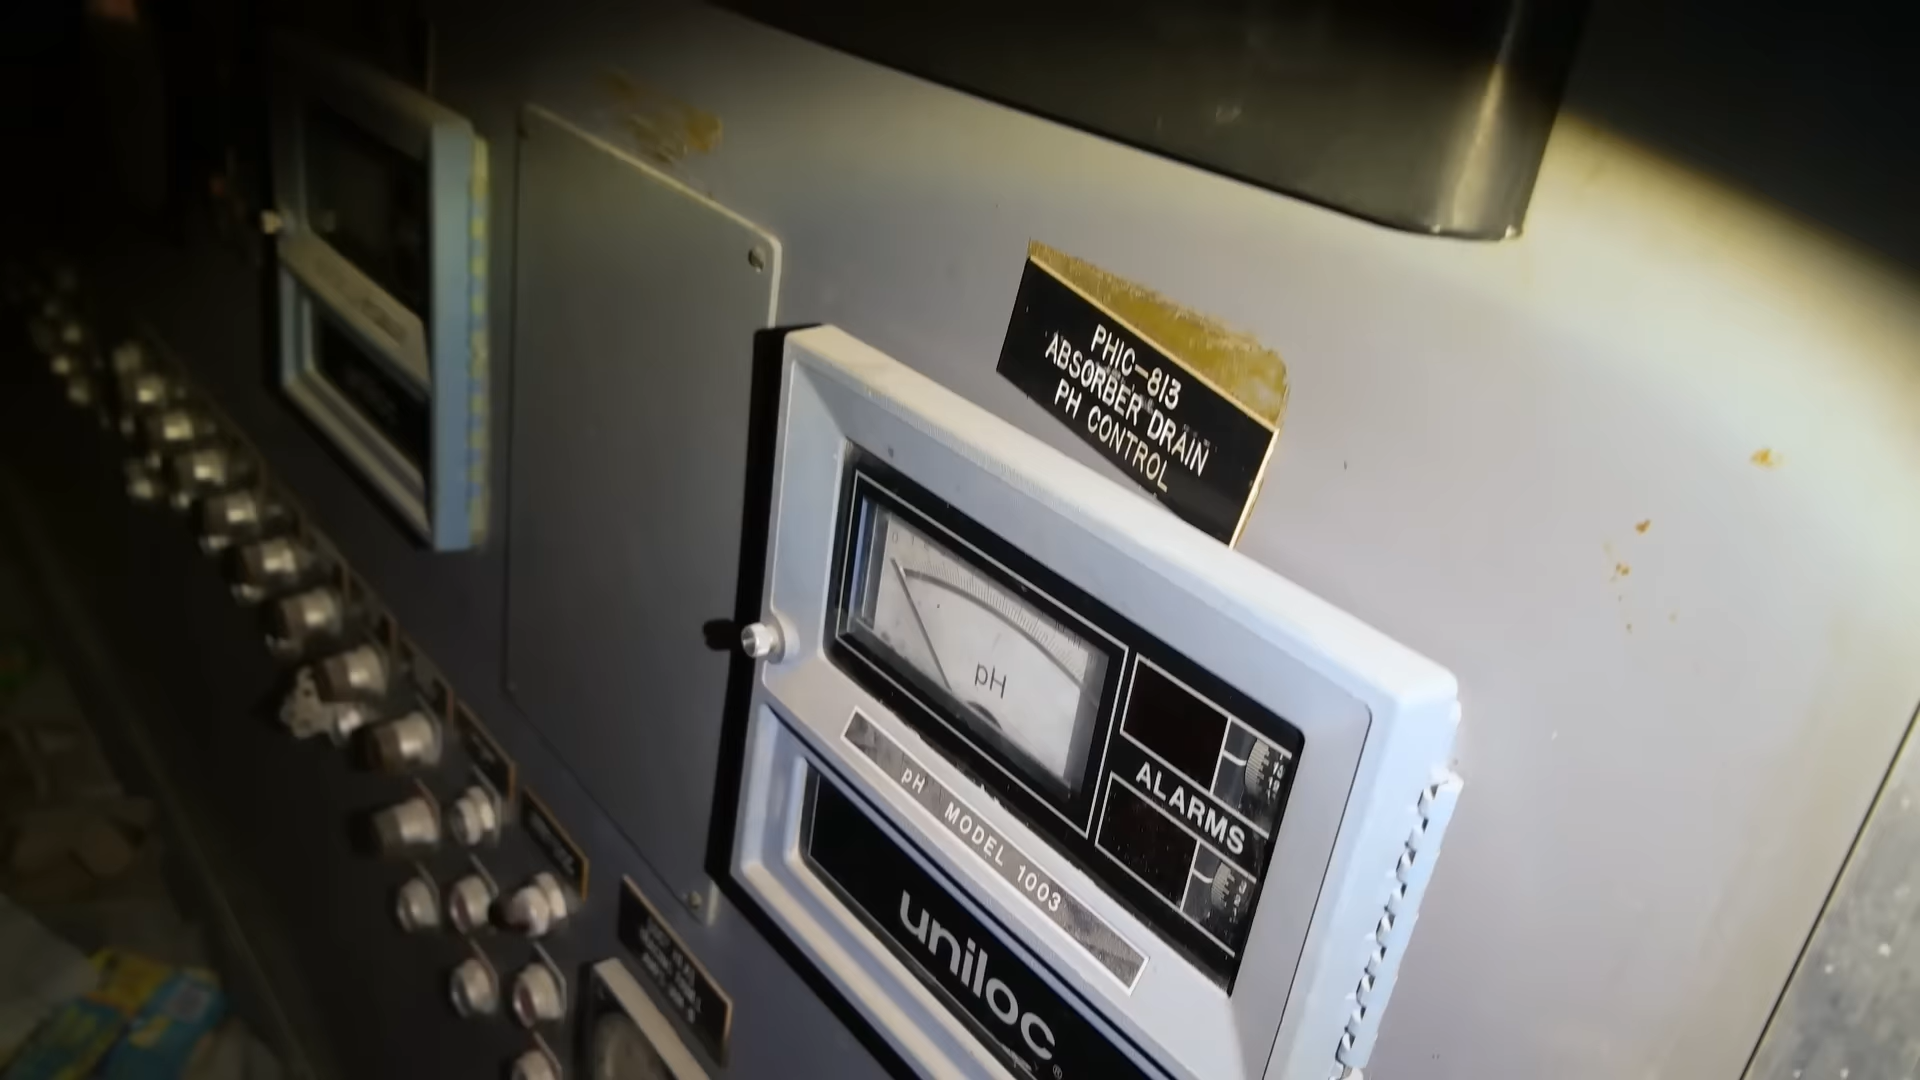 PHIC-813
ABSORBER DRAIN
PH CONTROL
pH
ALARMS
pH MODEL 1003
uniloc®